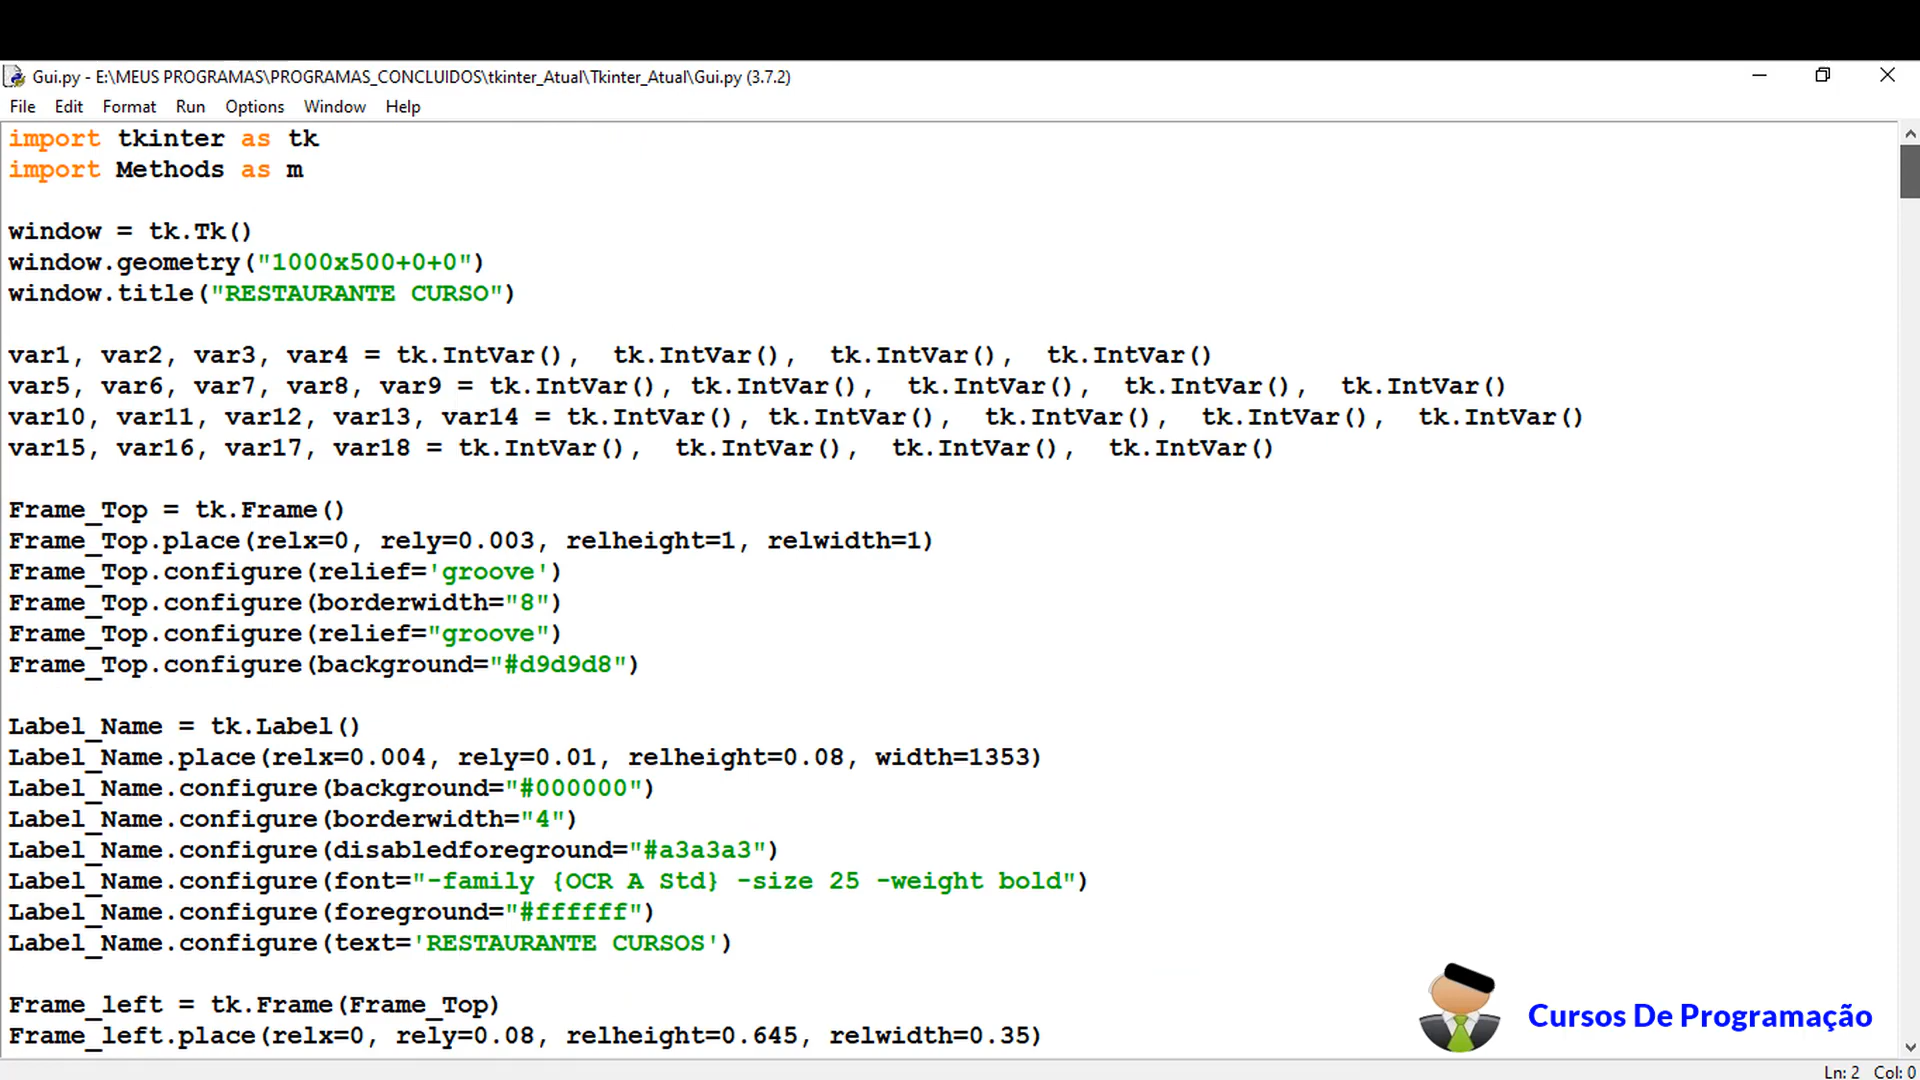 Gui.py - E:\MEUS PROGRAMAS\PROGRAMAS_CONCLUIDOS\tkinter_Atual\Tkinter_Atual\Gui.py (3.7.2)
File Edit Format Run Options Window Help
import tkinter as tk
import Methods as m
window = tk.Tk()
window.geometry("1000x500+0+0")
window.title("RESTAURANTE CURSO")
var1, var2, var3, var4 = tk.IntVar(),  tk.IntVar(),  tk.IntVar(),  tk.IntVar()
var5, var6, var7, var8, var9 = tk.IntVar(), tk.IntVar(),  tk.IntVar(),  tk.IntVar(),  tk.IntVar()
var10, var11, var12, var13, var14 = tk.IntVar(), tk.IntVar(),  tk.IntVar(),  tk.IntVar(),  tk.IntVar()
var15, var16, var17, var18 = tk.IntVar(),  tk.IntVar(),  tk.IntVar(),  tk.IntVar()
Frame_Top = tk.Frame()
Frame_Top.place(relx=0, rely=0.003, relheight=1, relwidth=1)
Frame_Top.configure(relief='groove')
Frame_Top.configure(borderwidth="8")
Frame_Top.configure(relief="groove")
Frame_Top.configure(background="#d9d9d8")
Label_Name = tk.Label()
Label_Name.place(relx=0.004, rely=0.01, relheight=0.08, width=1353)
Label_Name.configure(background="#000000")
Label_Name.configure(borderwidth="4")
Label_Name.configure(disabledforeground="#a3a3a3")
Label_Name.configure(font="-family {OCR A Std} -size 25 -weight bold")
Label_Name.configure(foreground="#ffffff")
Label_Name.configure(text='RESTAURANTE CURSOS')
Frame_left = tk.Frame(Frame_Top)
Frame_left.place(relx=0, rely=0.08, relheight=0.645, relwidth=0.35)
Cursos De Programação
Ln: 2 Col: 0